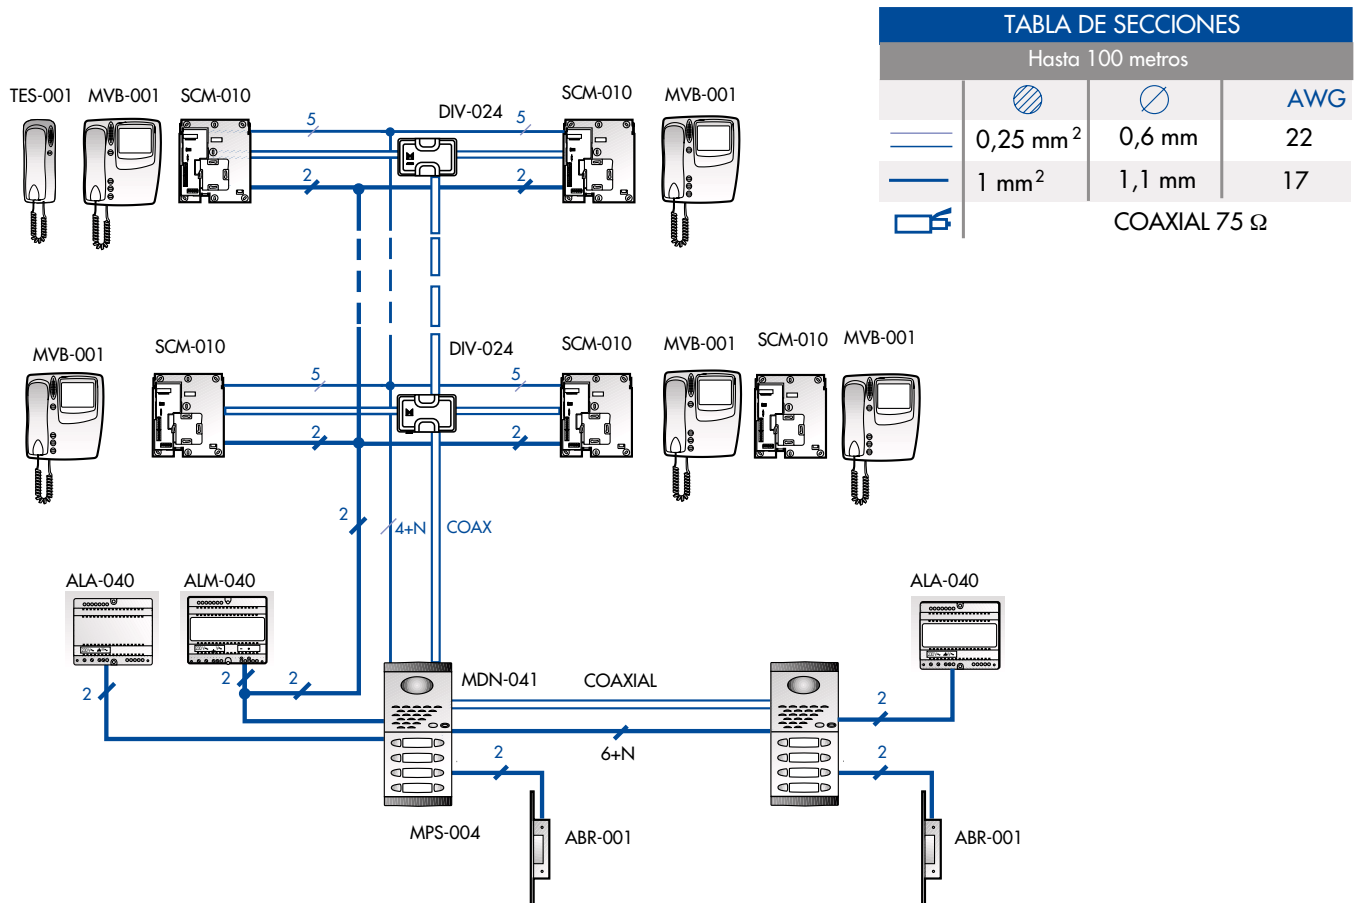 TABLA DE SECCIONES
Hasta 100 metros
AWG
0,25 mm² 0,6 mm 22
1 mm² 1,1 mm 17
COAXIAL 75 Ω
TES-001 MVB-001 SCM-010 DIV-024 SCM-010 MVB-001
5 5
2 2
MVB-001 SCM-010 DIV-024 SCM-010 MVB-001 SCM-010 MVB-001
5 5
2 2
2 4+N COAX
ALA-040 ALM-040 ALA-040
2 2 2 MDN-041 COAXIAL 2
6+N
2 2
MPS-004 ABR-001 ABR-001